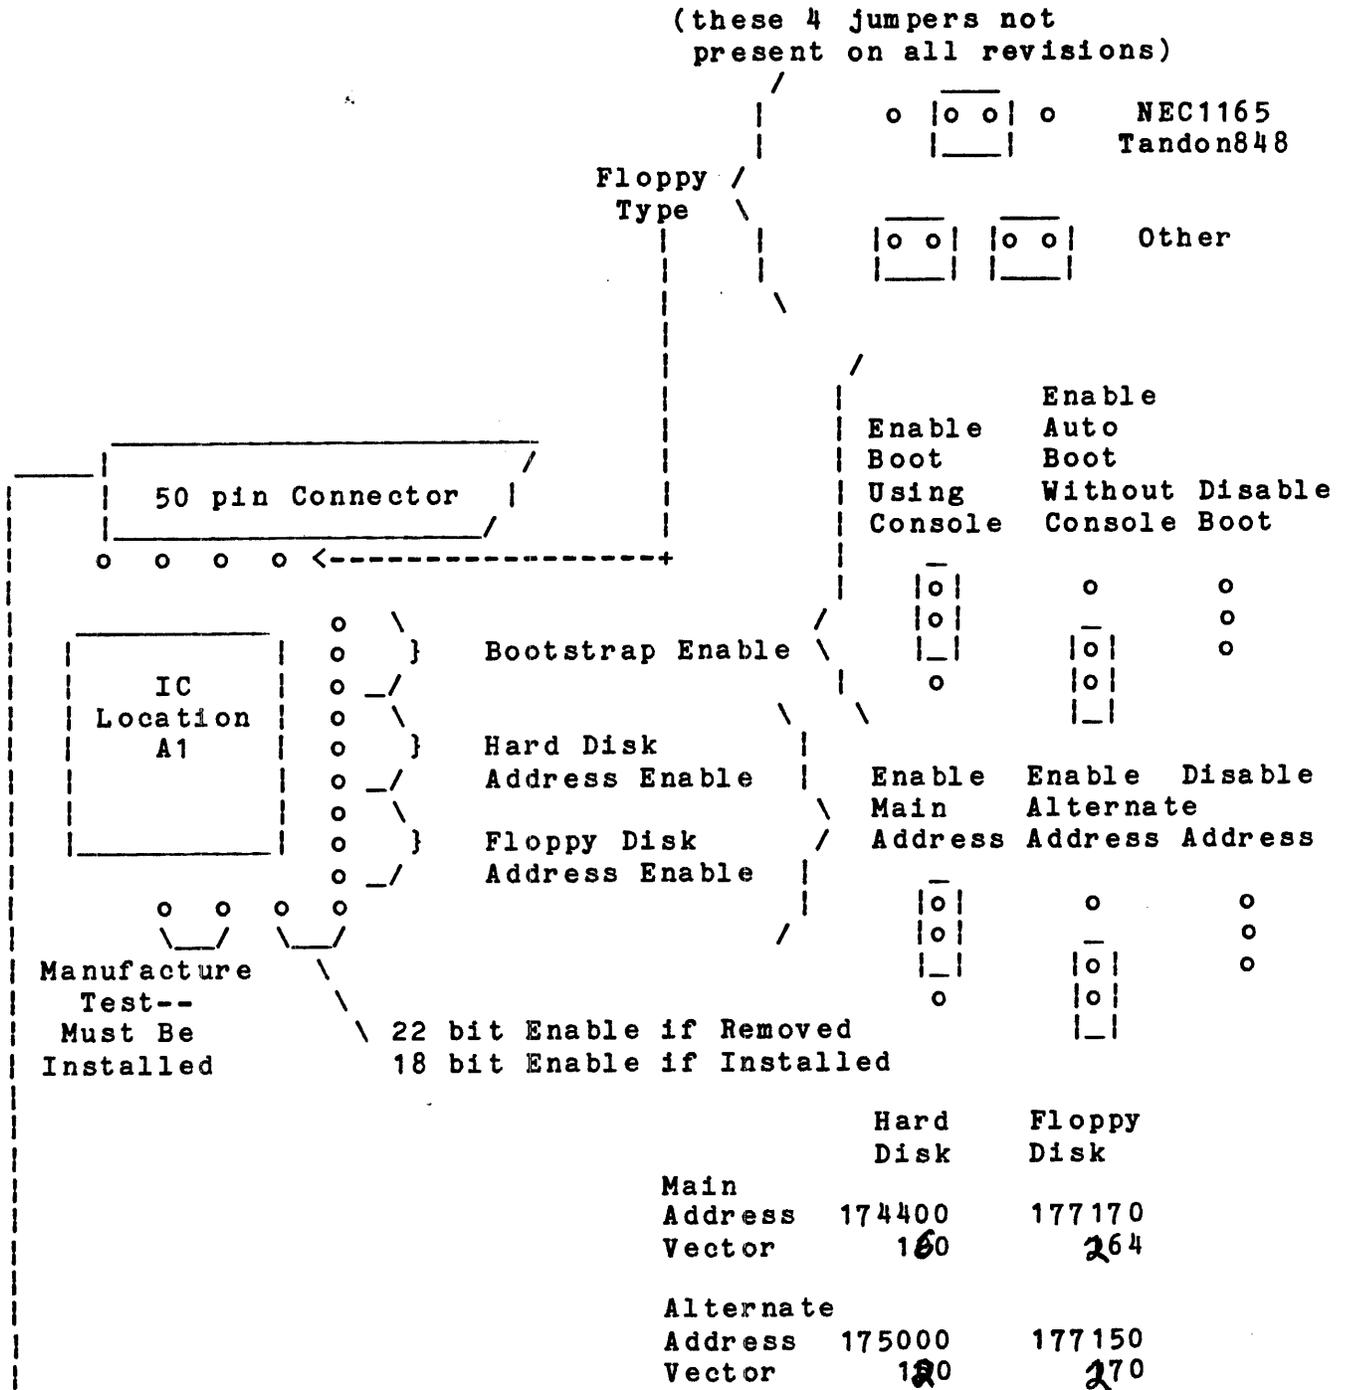 (these 4 jumpers not
present on all revisions)
NEC1165
Tandon848
Floppy
Type
Other
Enable
Boot
Using
Console
Enable
Auto
Boot
Without
Console
Disable
Boot
50 pin Connector
Bootstrap Enable
IC
Location
A1
Hard Disk
Address Enable
Floppy Disk
Address Enable
Enable
Main
Address
Enable
Alternate
Address
Disable
Address
Manufacture
Test--
Must Be
Installed
22 bit Enable if Removed
18 bit Enable if Installed
Hard Disk
Floppy Disk
Main
Address 174400 177170
Vector 160 264
Alternate
Address 175000 177150
Vector 120 270